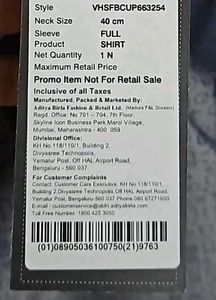 Style VHSFBCUP663254
Neck Size 40 cm
Sleeve FULL
Product SHIRT
Net Quantity 1 N
Maximum Retail Price
Promo Item Not For Retail Sale
Inclusive of all Taxes
Manufactured, Packed & Marketed By:
Aditya Birla Fashion & Retail Ltd. (Madura F&L Division)
Regd. Office: No 701 – 704, 7th Floor,
Skyline Icon Business Park, Marol Village,
Mumbai, Maharashtra - 400 059.
Divisional Office:
KH No.118/110/1, Building 2,
Divyasree Technopolis,
Yemalur Post, Off HAL Airport Road,
Bengaluru - 560 037.
For Customer Complaints
Contact: Customer Care Executive, KH No.118/110/1,
Building 2, Divyasree Technopolis, Off HAL Airport Road,
Yemalur Post, Bengaluru - 560 037 Phone 080 67271600
E-mail - customerservice@abfrl.adityabirla.com
Toll Free Number: 1800 425 3050
(01)08905036100750(21)9763